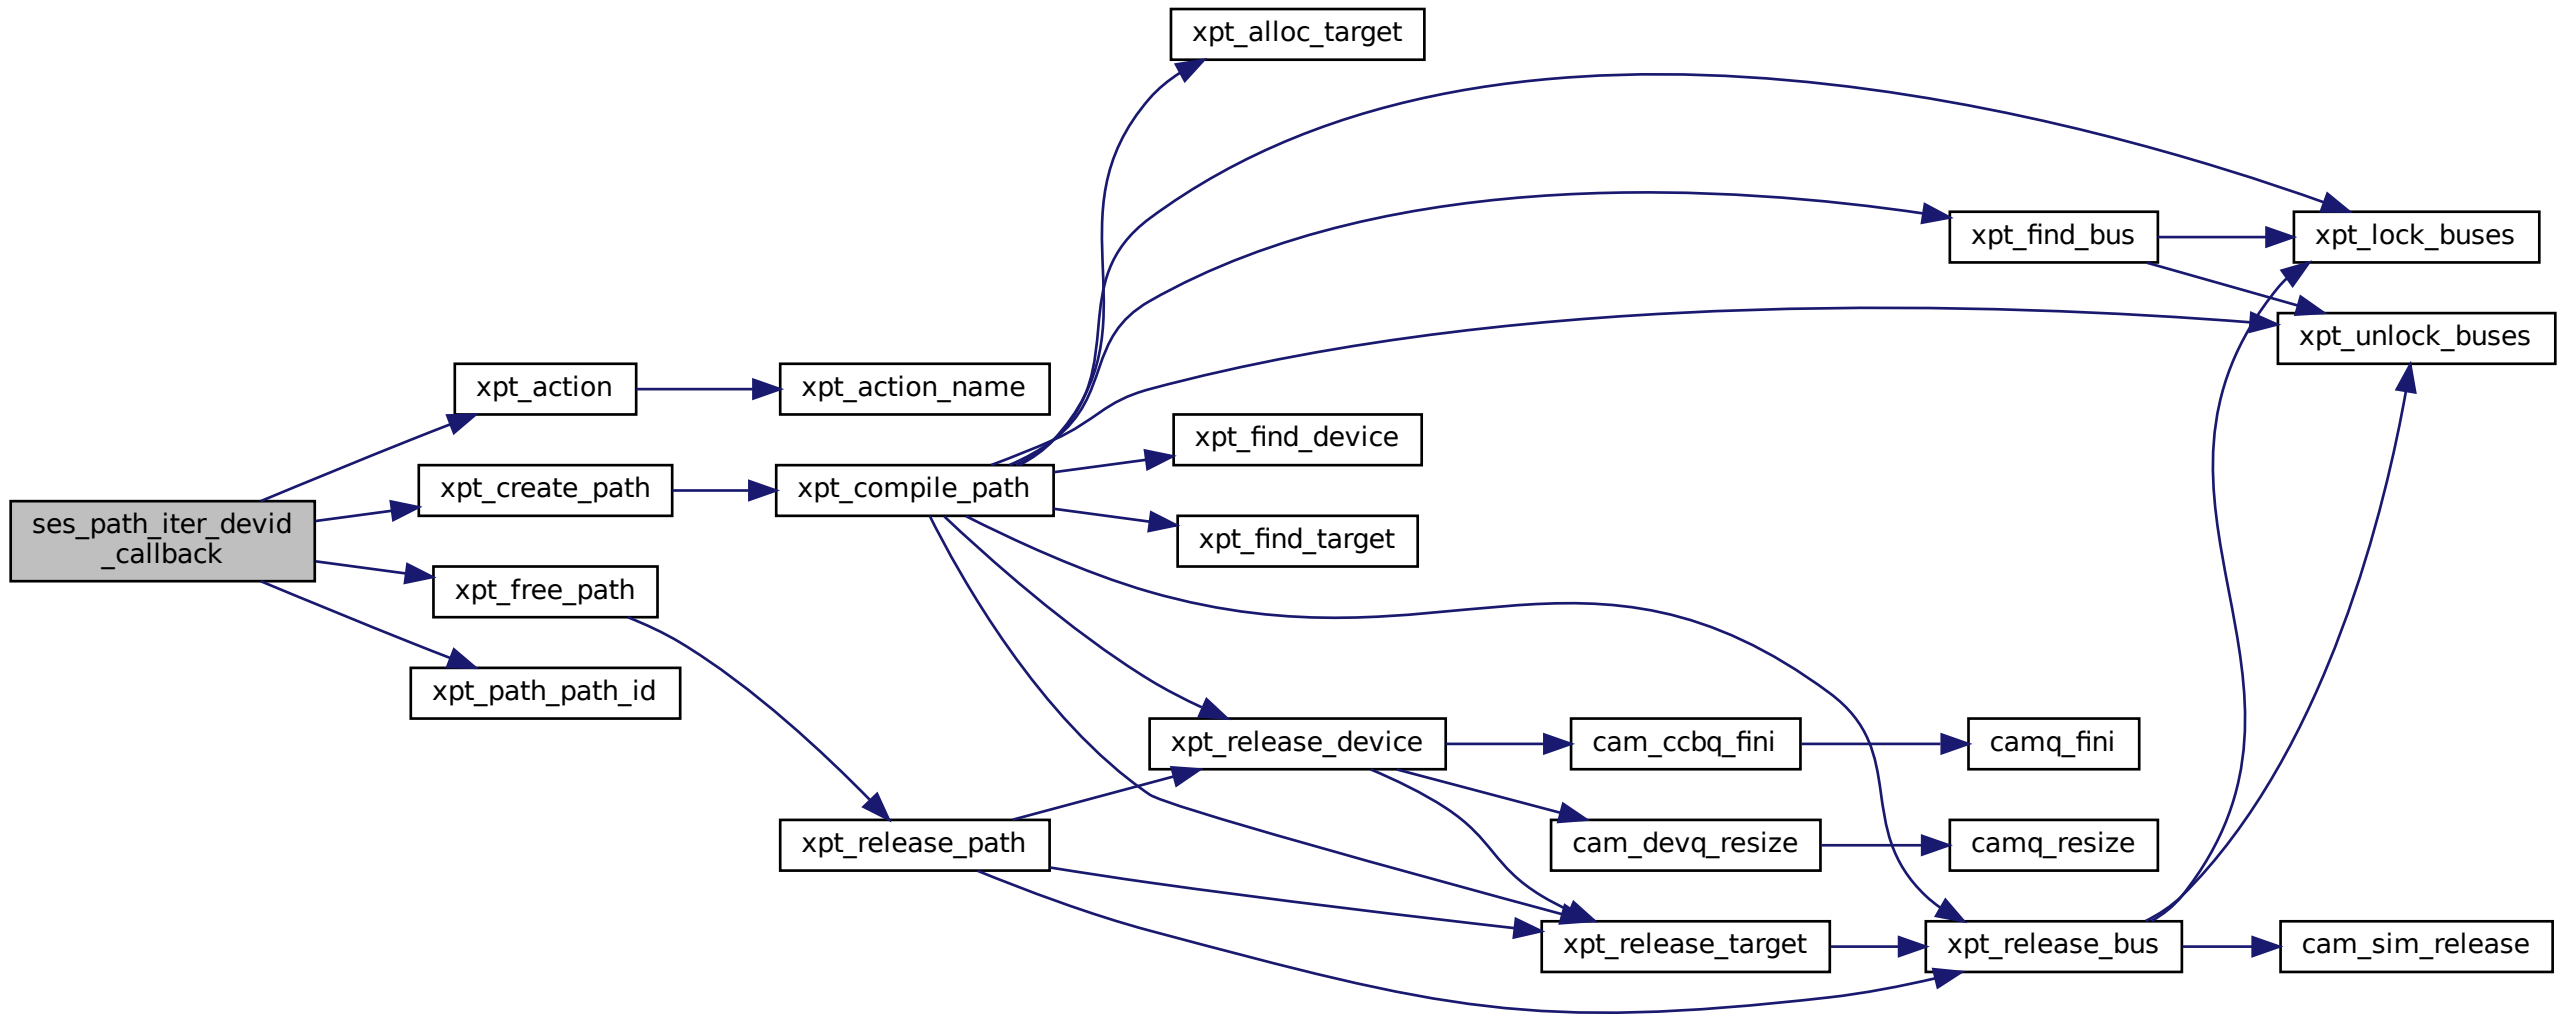 xpt_alloc_target
xpt_find_bus
xpt_lock_buses
xpt_unlock_buses
xpt_action
xpt_action_name
xpt_find_device
xpt_create_path
xpt_compile_path
ses_path_iter_devid
_callback
xpt_find_target
xpt_free_path
xpt_path_path_id
xpt_release_device
cam_ccbq_fini
camq_fini
xpt_release_path
cam_devq_resize
camq_resize
xpt_release_target
xpt_release_bus
cam_sim_release